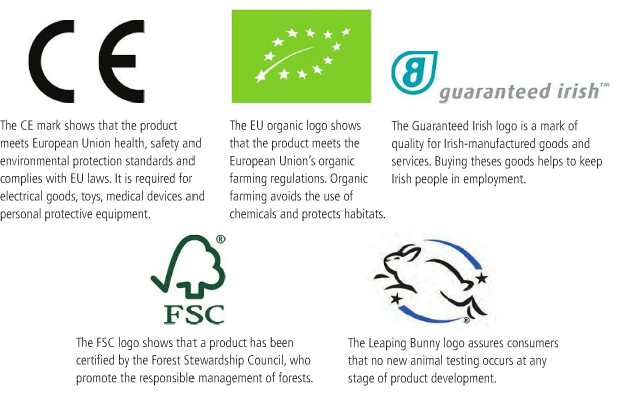 CE
guaranteed irish™
The CE mark shows that the product
meets European Union health, safety and
environmental protection standards and
complies with EU laws. It is required for
electrical goods, toys, medical devices and
personal protective equipment.
The EU organic logo shows
that the product meets the
European Union's organic
farming regulations. Organic
farming avoids the use of
chemicals and protects habitats.
The Guaranteed Irish logo is a mark of
quality for Irish-manufactured goods and
services. Buying theses goods helps to keep
Irish people in employment.
®
FSC
The FSC logo shows that a product has been
certified by the Forest Stewardship Council, who
promote the responsible management of forests.
®
The Leaping Bunny logo assures consumers
that no new animal testing occurs at any
stage of product development.